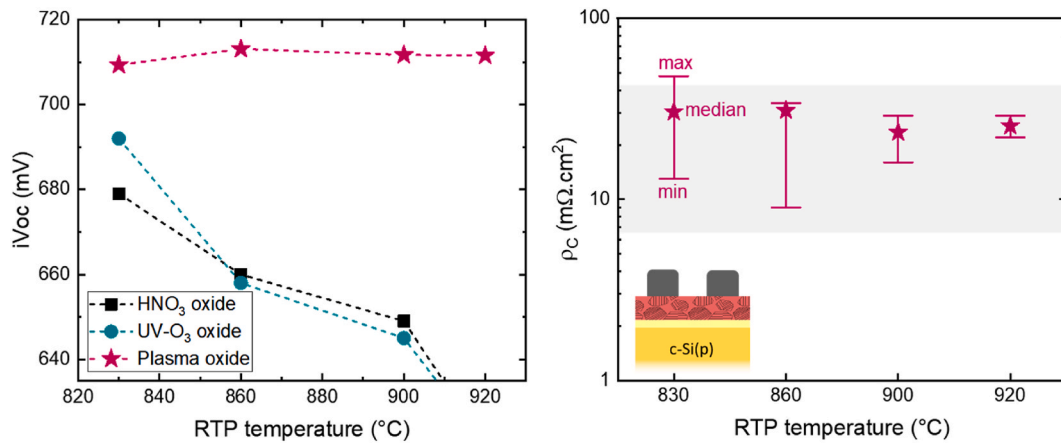 720
700
680
660
640
iVoc (mV)
HNO₃ oxide
UV-O₃ oxide
Plasma oxide
820 840 860 880 900 920
RTP temperature (°C)
100
10
1
ρC (mΩ.cm²)
max
median
min
c-Si(p)
830 860 900 920
RTP temperature (°C)